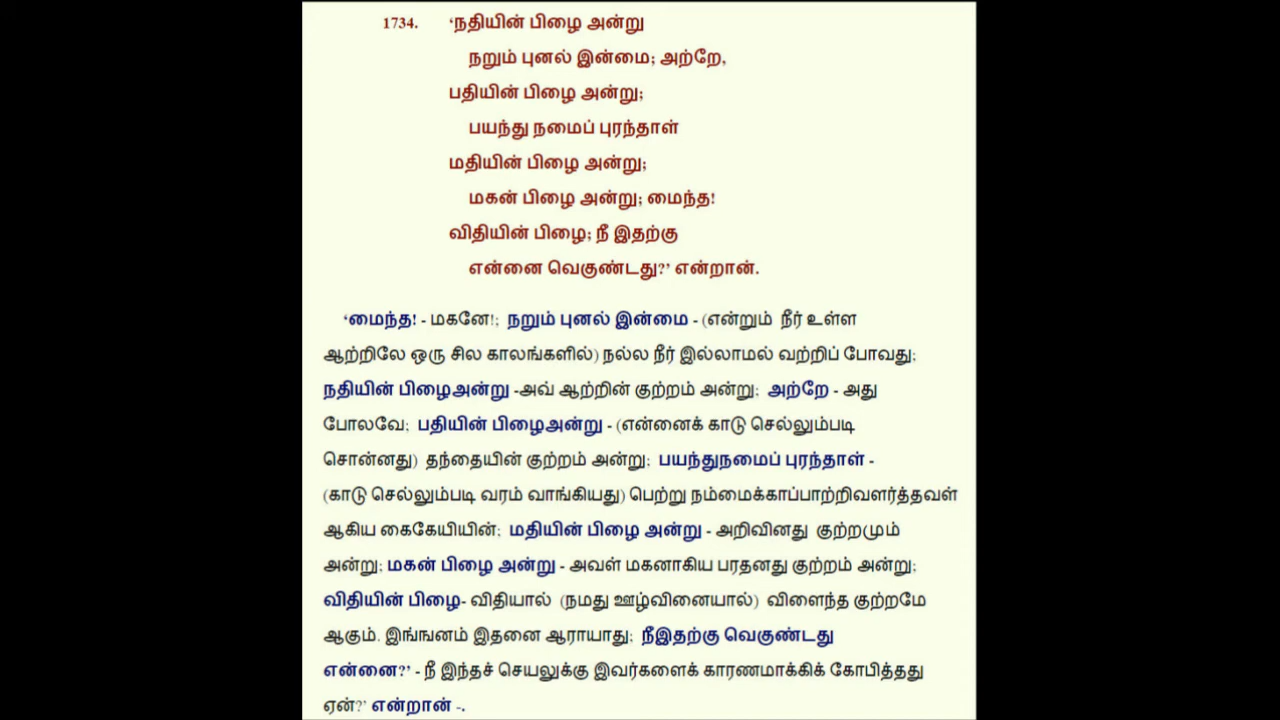 1734. ‘நதியின் பிழை அன்று
நறும் புனல் இன்மை; அற்றே,
பதியின் பிழை அன்று;
பயந்து நமைப் புரந்தாள்
மதியின் பிழை அன்று;
மகன் பிழை அன்று; மைந்த!
விதியின் பிழை; நீ இதற்கு
என்னை வெகுண்டது?’ என்றான்.
‘மைந்த! - மகனே!; நறும் புனல் இன்மை - (என்றும் நீர் உள்ள
ஆற்றிலே ஒரு சில காலங்களில்) நல்ல நீர் இல்லாமல் வற்றிப் போவது;
நதியின் பிழைஅன்று -அவ் ஆற்றின் குற்றம் அன்று; அற்றே - அது
போலவே; பதியின் பிழைஅன்று - (என்னைக் காடு செல்லும்படி
சொன்னது) தந்தையின் குற்றம் அன்று; பயந்துநமைப் புரந்தாள் -
(காடு செல்லும்படி வரம் வாங்கியது) பெற்று நம்மைக்காப்பாற்றிவளர்த்தவள்
ஆகிய கைகேயியின்; மதியின் பிழை அன்று - அறிவினது குற்றமும்
அன்று; மகன் பிழை அன்று - அவள் மகனாகிய பரதனது குற்றம் அன்று;
விதியின் பிழை- விதியால் (நமது ஊழ்வினையால்) விளைந்த குற்றமே
ஆகும். இங்ஙனம் இதனை ஆராயாது; நீஇதற்கு வெகுண்டது
என்னை?’ - நீ இந்தச் செயலுக்கு இவர்களைக் காரணமாக்கிக் கோபித்தது
ஏன்?’ என்றான் -.